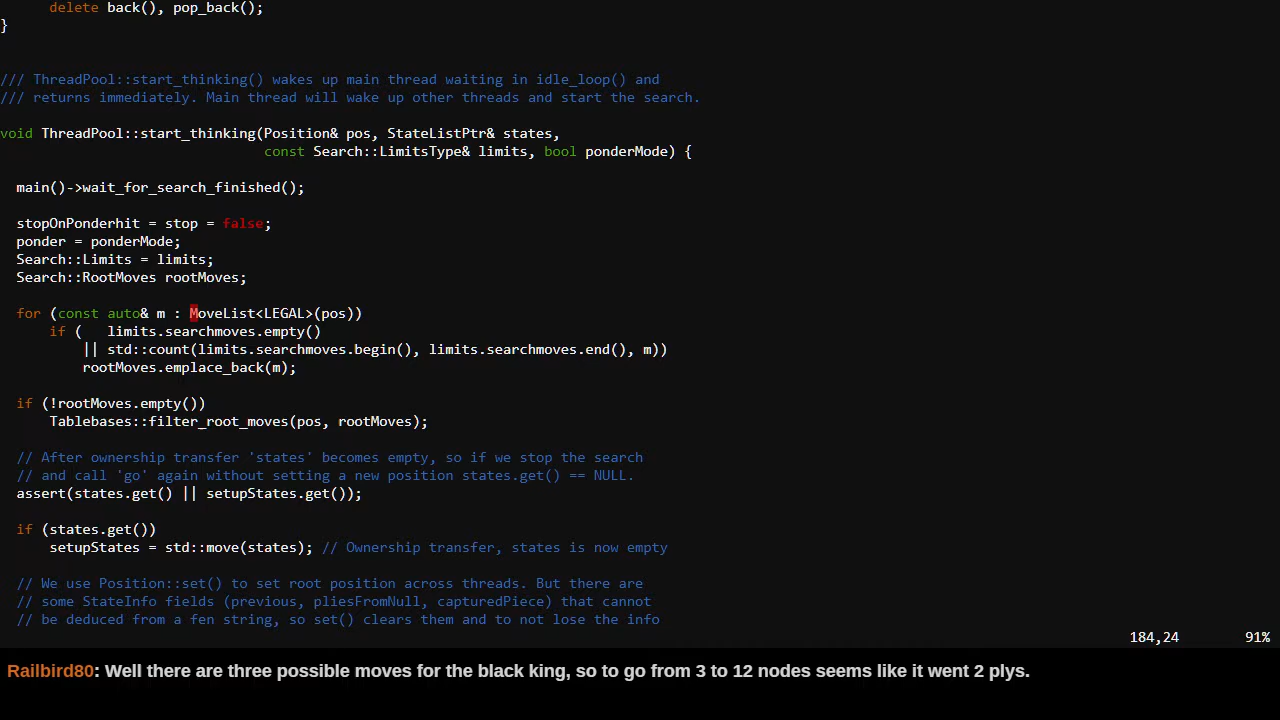 delete back(), pop_back();
}
/// ThreadPool::start_thinking() wakes up main thread waiting in idle_loop() and
/// returns immediately. Main thread will wake up other threads and start the search.
void ThreadPool::start_thinking(Position& pos, StateListPtr& states,
const Search::LimitsType& limits, bool ponderMode) {
main()->wait_for_search_finished();
stopOnPonderhit = stop = false;
ponder = ponderMode;
Search::Limits = limits;
Search::RootMoves rootMoves;
for (const auto& m : MoveList<LEGAL>(pos))
if (   limits.searchmoves.empty()
|| std::count(limits.searchmoves.begin(), limits.searchmoves.end(), m))
rootMoves.emplace_back(m);
if (!rootMoves.empty())
Tablebases::filter_root_moves(pos, rootMoves);
// After ownership transfer 'states' becomes empty, so if we stop the search
// and call 'go' again without setting a new position states.get() == NULL.
assert(states.get() || setupStates.get());
if (states.get())
setupStates = std::move(states); // Ownership transfer, states is now empty
// We use Position::set() to set root position across threads. But there are
// some StateInfo fields (previous, pliesFromNull, capturedPiece) that cannot
// be deduced from a fen string, so set() clears them and to not lose the info
184,24 91%
Railbird80: Well there are three possible moves for the black king, so to go from 3 to 12 nodes seems like it went 2 plys.